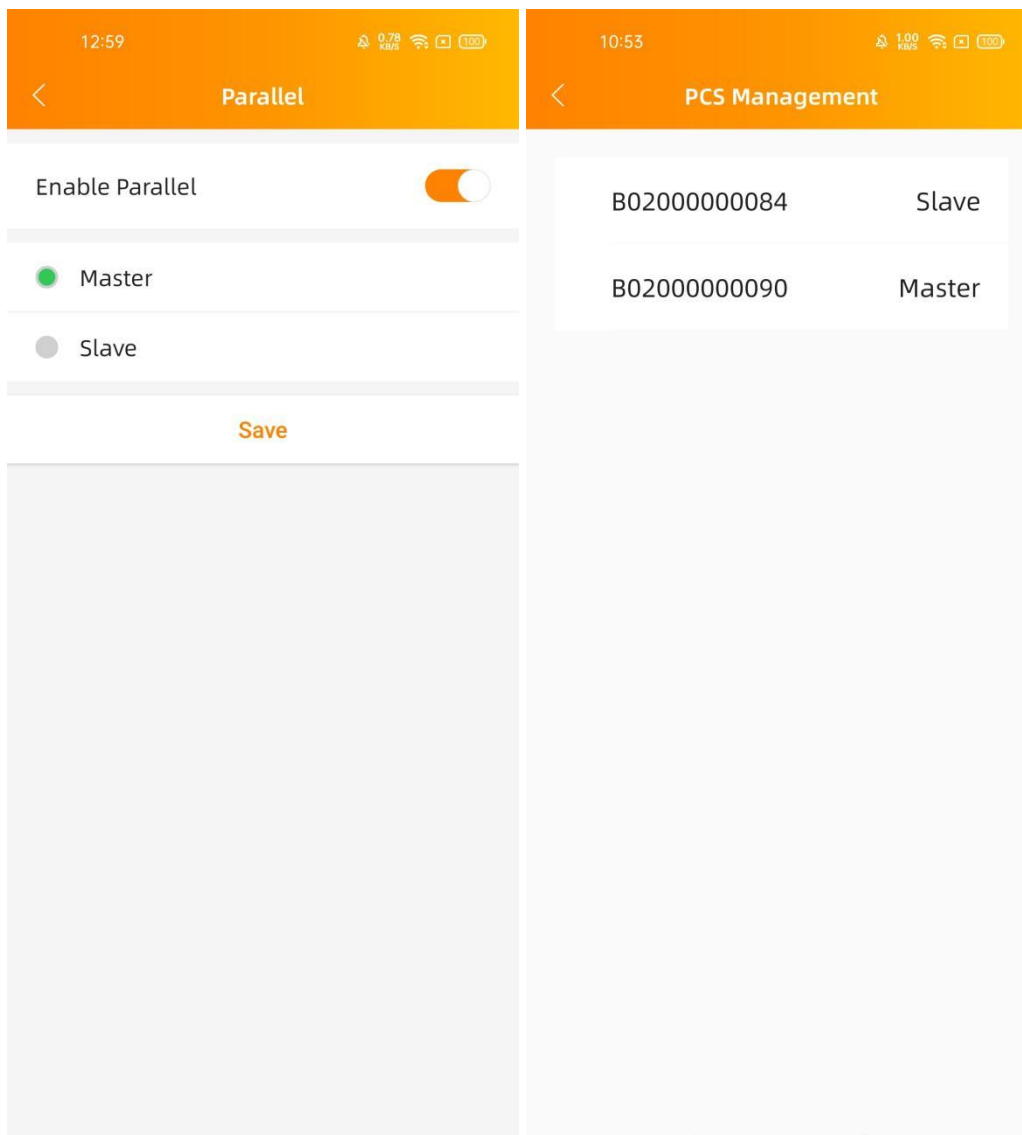 12:59
0.78
KB/S
100
Parallel
Enable Parallel
Master
Slave
Save
10:53
1.00
KB/S
100
PCS Management
B02000000084 Slave
B02000000090 Master